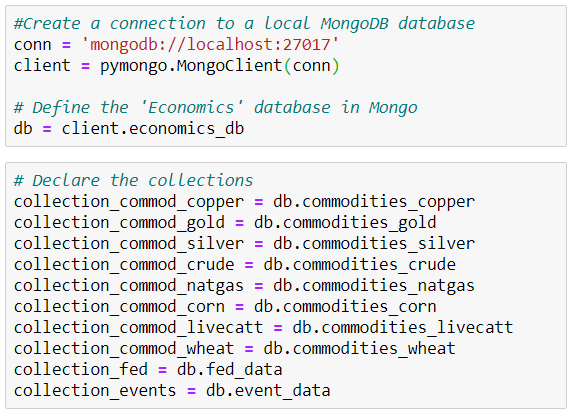 #Create a connection to a local MongoDB database
conn = 'mongodb://localhost:27017'
client = pymongo.MongoClient(conn)
# Define the 'Economics' database in Mongo
db = client.economics_db
# Declare the collections
collection_commod_copper = db.commodities_copper
collection_commod_gold = db.commodities_gold
collection_commod_silver = db.commodities_silver
collection_commod_crude = db.commodities_crude
collection_commod_natgas = db.commodities_natgas
collection_commod_corn = db.commodities_corn
collection_commod_livecatt = db.commodities_livecatt
collection_commod_wheat = db.commodities_wheat
collection_fed = db.fed_data
collection_events = db.event_data